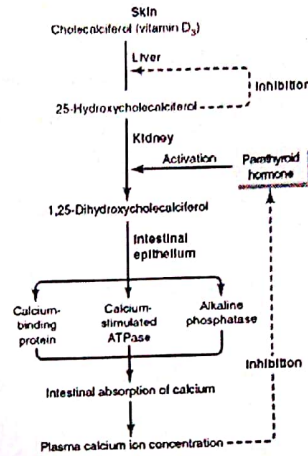 Skin
Cholecalciferol (vitamin D3)
Liver
Inhibition
25-Hydroxycholecalciferol
Kidney
Activation
Parathyroid
hormone
1,25-Dihydroxycholecalciferol
Intestinal
epithelium
Calcium-
binding
protein
Calcium-
stimulated
ATPase
Alkaline
phosphatase
Inhibition
Intestinal absorption of calcium
Plasma calcium ion concentration